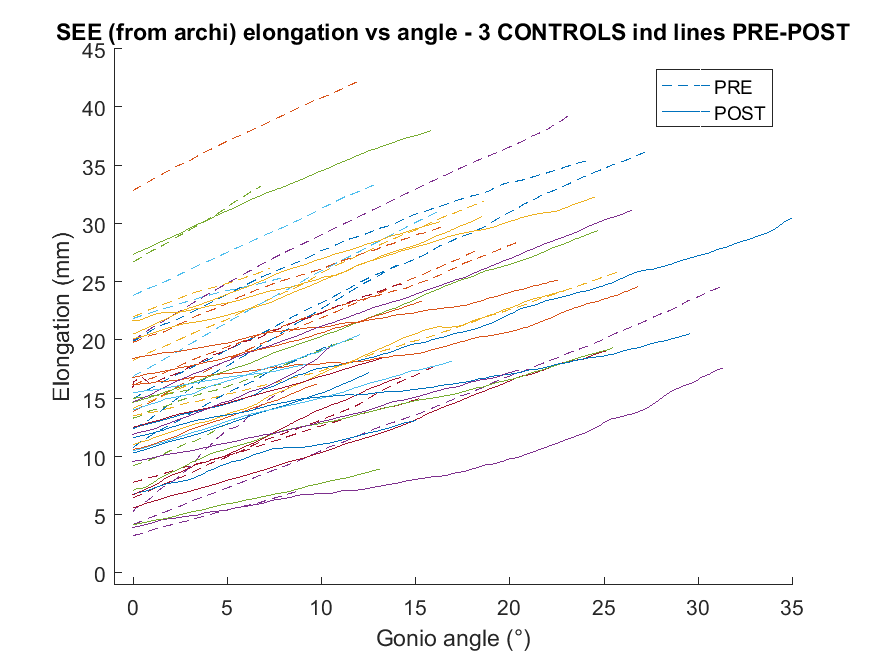 SEE (from archi) elongation vs angle - 3 CONTROLS ind lines PRE-POST
PRE
POST
45
40
35
30
25
20
15
10
5
0
Elongation (mm)
0 5 10 15 20 25 30 35
Gonio angle (°)